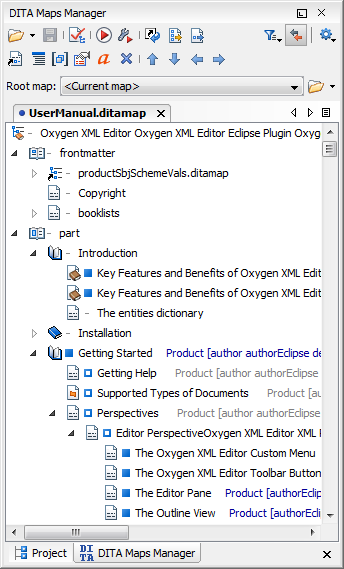 DITA Maps Manager
Root map: <Current map>
UserManual.ditamap
Oxygen XML Editor Oxygen XML Editor Eclipse Plugin Oxyg
frontmatter
productSbjSchemeVals.ditamap
Copyright
booklists
part
Introduction
Key Features and Benefits of Oxygen XML Edit
Key Features and Benefits of Oxygen XML Edit
The entities dictionary
Installation
Getting Started Product [author authorEclipse de
Getting Help Product [author authorEclipse
Supported Types of Documents Product [au
Perspectives Product [author authorEclipse
Editor PerspectiveOxygen XML Editor XML P
The Oxygen XML Editor Custom Menu
The Oxygen XML Editor Toolbar Button
The Editor Pane Product [authorEcli
The Outline View Product [authorEcl
Project DITA DITA Maps Manager